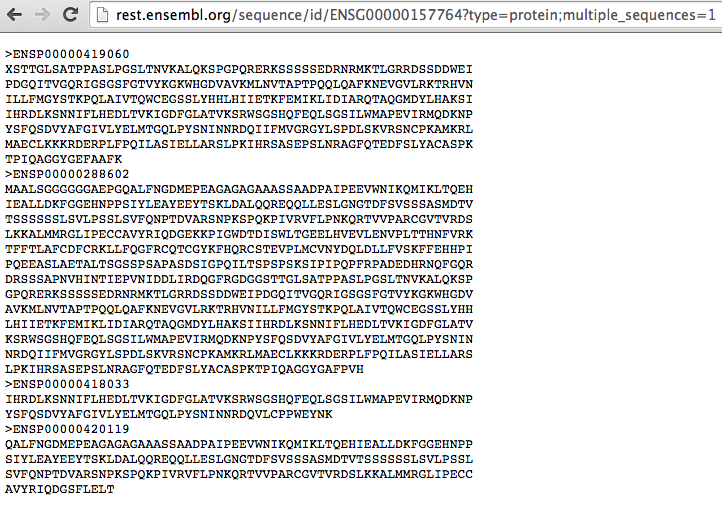 rest.ensembl.org/sequence/id/ENSG00000157764?type=protein;multiple_sequences=1
>ENSP00000419060
XSTTGLSATPPASLPGSLTNVKALQKSPGPQRERKSSSSSEDRNRMKTLGRRDSSDDWEI
PDGQITVGQRIGSGSFGTVYKGKWHGDVAVKMLNVTAPTPQQLQAFKNEVGVLRKTRHVN
ILLFMGYSTKPQLAIVTQWCEGSSLYHHLHIIETKFEMIKLIDIARQTAQGMDYLHAKSI
IHRDLKSNNIFLHEDLTVKIGDFGLATVKSRWSGSHQFEQLSGSILWMAPEVIRMQDKNP
YSFQSDVYAFGIVLYELMTGQLPYSNINNRDQIIFMVGRGYLSPDLSKVRSNCPKAMKRL
MAECLKKKRDERPLFPQILASIELLARSLPKIHRSASEPSLNRAGFQTEDFSLYACASPK
TPIQAGGYGEFAAFK
>ENSP00000288602
MAALSGGGGGGAEPGQALFNGDMEPEAGAGAGAAASSAADPAIPEEVWNIKQMIKLTQEH
IEALLDKFGGEHNPPSIYLEAYEEYTSKLDALQQREQQLLESLGNGTDFSVSSSASMDTV
TSSSSSSLSVLPSSLSVFQNPTDVARSNPKSPQKPIVRVFLPNKQRTVVPARCGVTVRDS
LKKALMMRGLIPECCAVYRIQDGEKKPIGWDTDISWLTGEELHVEVLENVPLTTHNFVRK
TFFTLAFCDFCRKLLFQGFRCQTCGYKFHQRCSTEVPLMCVNYDQLDLLFVSKFFEHHPI
PQEEASLAETALTSGSSPSAPASDSIGPQILTSPSPSKSIPIPQPFRPADEDHRNQFGQR
DRSSSAPNVHINTIEPVNIDDLIRDQGFRGDGGSTTGLSATPPASLPGSLTNVKALQKSP
GPQRERKSSSSSEDRNRMKTLGRRDSSDDWEIPDGQITVGQRIGSGSFGTVYKGKWHGDV
AVKMLNVTAPTPQQLQAFKNEVGVLRKTRHVNILLFMGYSTKPQLAIVTQWCEGSSLYHH
LHIIETKFEMIKLIDIARQTAQGMDYLHAKSIIHRDLKSNNIFLHEDLTVKIGDFGLATV
KSRWSGSHQFEQLSGSILWMAPEVIRMQDKNPYSFQSDVYAFGIVLYELMTGQLPYSNIN
NRDQIIFMVGRGYLSPDLSKVRSNCPKAMKRLMAECLKKKRDERPLFPQILASIELLARS
LPKIHRSASEPSLNRAGFQTEDFSLYACASPKTPIQAGGYGAFPVH
>ENSP00000418033
IHRDLKSNNIFLHEDLTVKIGDFGLATVKSRWSGSHQFEQLSGSILWMAPEVIRMQDKNP
YSFQSDVYAFGIVLYELMTGQLPYSNINNRDQVLCPPWEYNK
>ENSP00000420119
QALFNGDMEPEAGAGAGAAASSAADPAIPEEVWNIKQMIKLTQEHIEALLDKFGGEHNPP
SIYLEAYEEYTSKLDALQQREQQLLESLGNGTDFSVSSSASMDTVTSSSSSSLSVLPSSL
SVFQNPTDVARSNPKSPQKPIVRVFLPNKQRTVVPARCGVTVRDSLKKALMMRGLIPECC
AVYRIQDGSFLELT